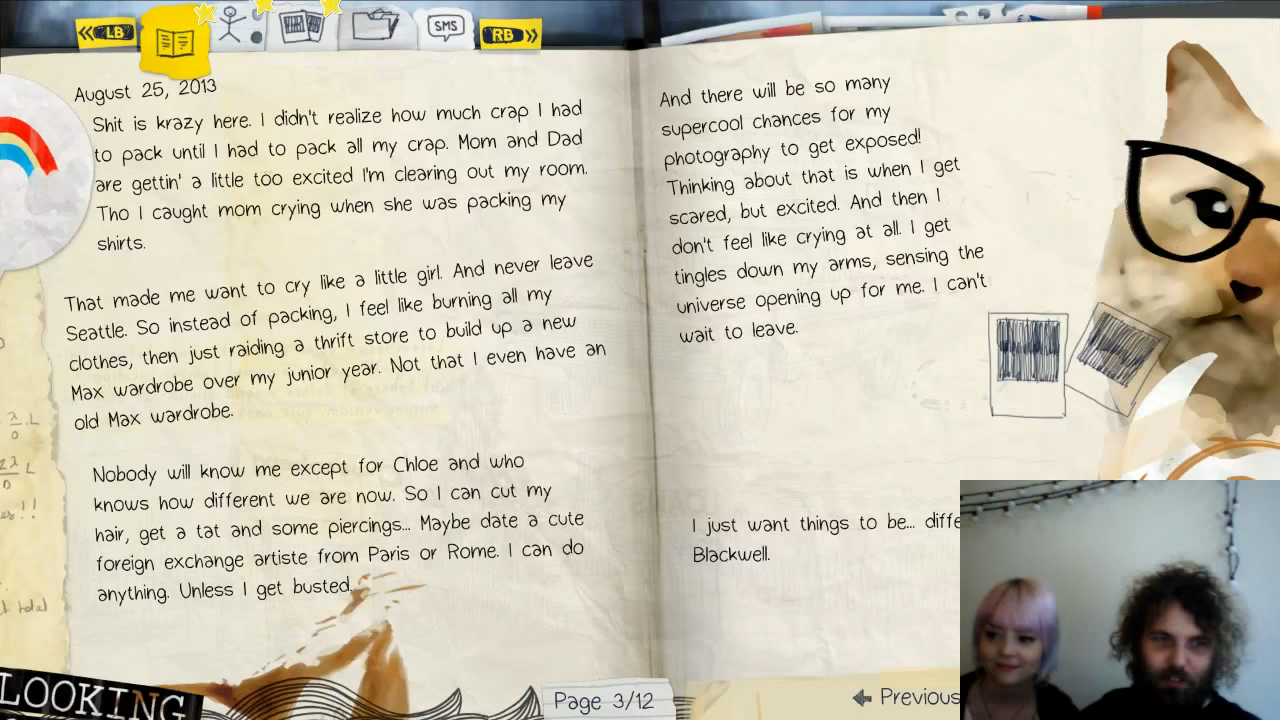 LB
SMS
RB
August 25, 2013
Shit is krazy here. I didn't realize how much crap I had
to pack until I had to pack all my crap. Mom and Dad
are gettin' a little too excited I'm clearing out my room.
Tho I caught mom crying when she was packing my
shirts.
That made me want to cry like a little girl. And never leave
Seattle. So instead of packing, I feel like burning all my
clothes, then just raiding a thrift store to build up a new
Max wardrobe over my junior year. Not that I even have an
old Max wardrobe.
Nobody will know me except for Chloe and who
knows how different we are now. So I can cut my
hair, get a tat and some piercings... Maybe date a cute
foreign exchange artiste from Paris or Rome. I can do
anything. Unless I get busted.
And there will be so many
supercool chances for my
photography to get exposed!
Thinking about that is when I get
scared, but excited. And then I
don't feel like crying at all. I get
tingles down my arms, sensing the
universe opening up for me. I can't
wait to leave.
I just want things to be... diffe
Blackwell.
LOOKING
Page 3/12
Previous